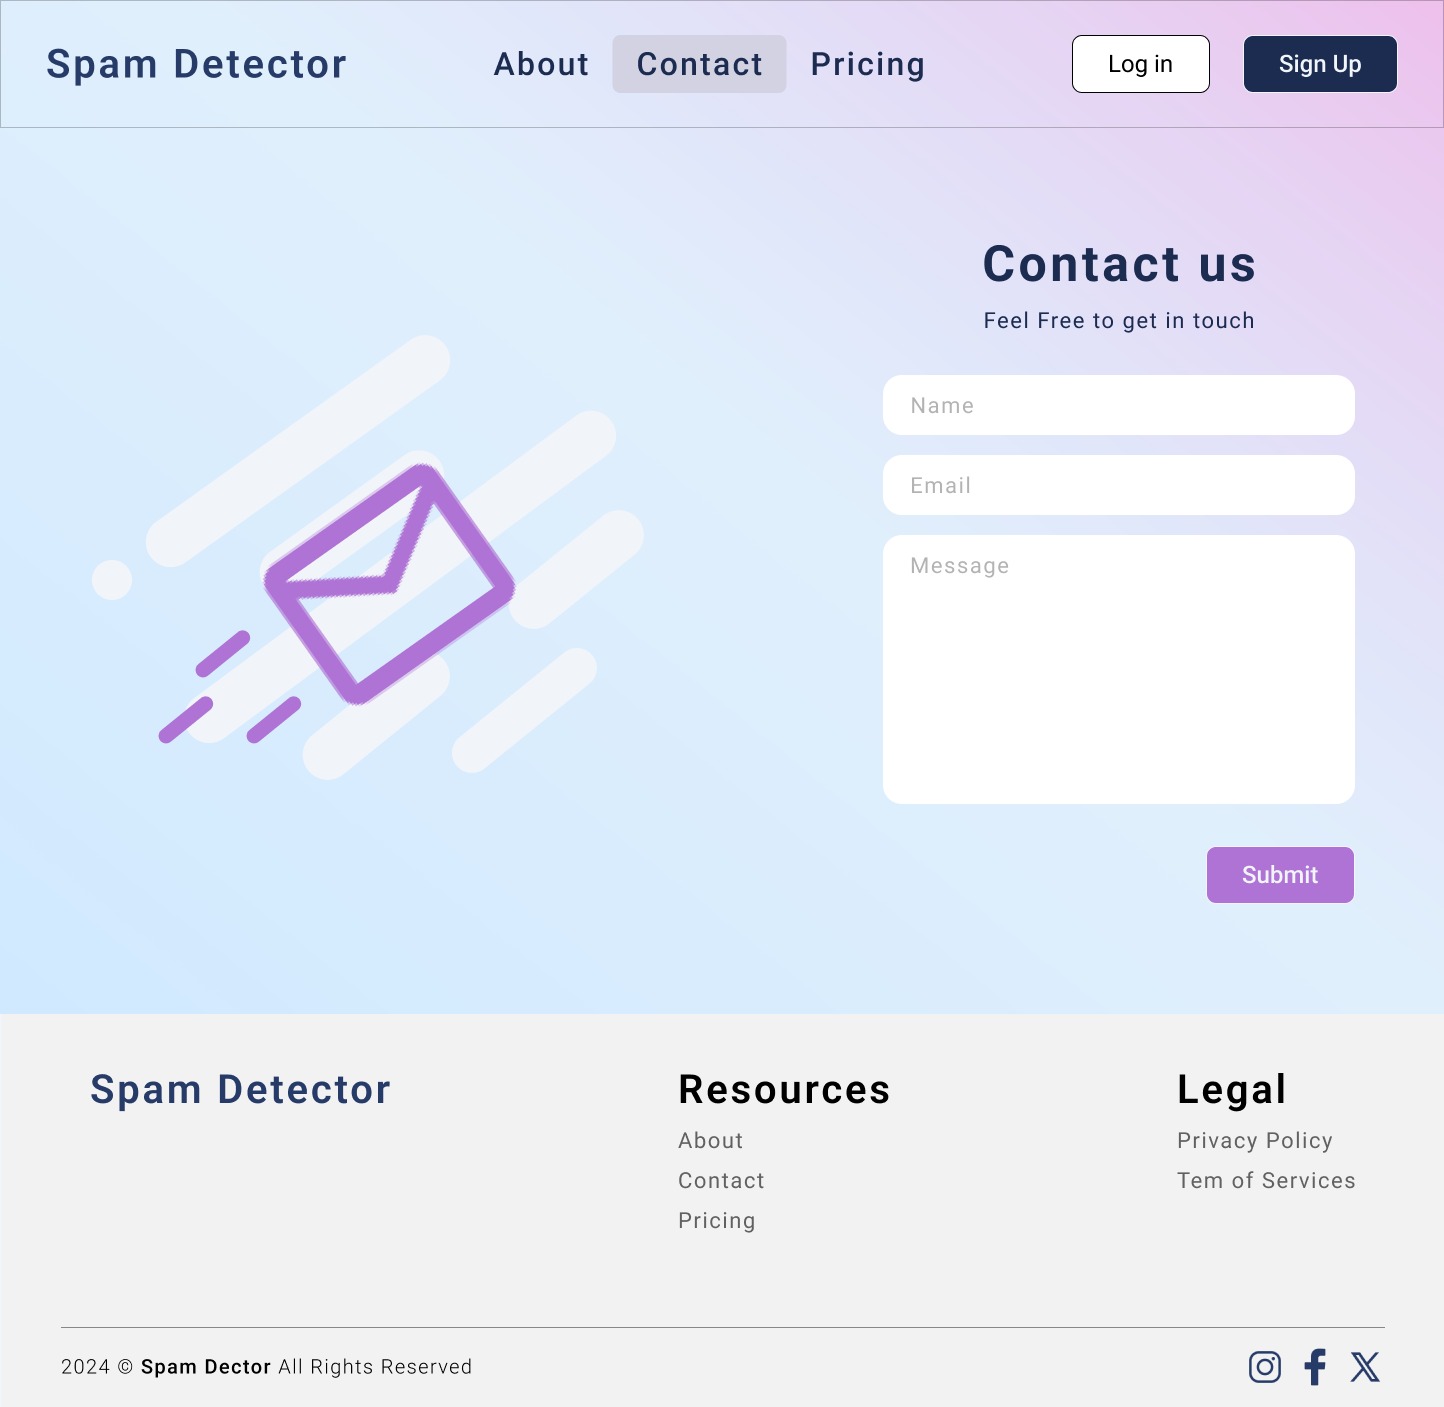 Spam Detector
About
Contact
Pricing
Log in
Sign Up
Contact us
Feel Free to get in touch
Name
Email
Message
Submit
Spam Detector
Resources
About
Contact
Pricing
Legal
Privacy Policy
Tem of Services
2024 © Spam Dector All Rights Reserved